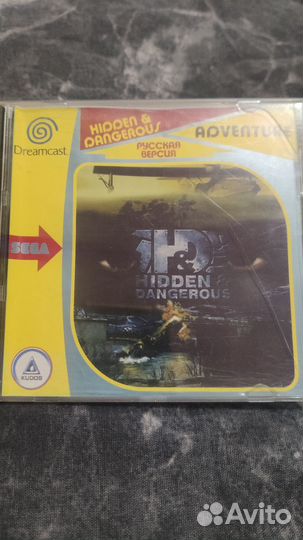 Dreamcast
HIDDEN &
DANGEROUS
РУССКАЯ
ВЕРСИЯ
ADVENTURE
SEGA
H&D
HIDDEN &
DANGEROUS
KUDOS
Avito